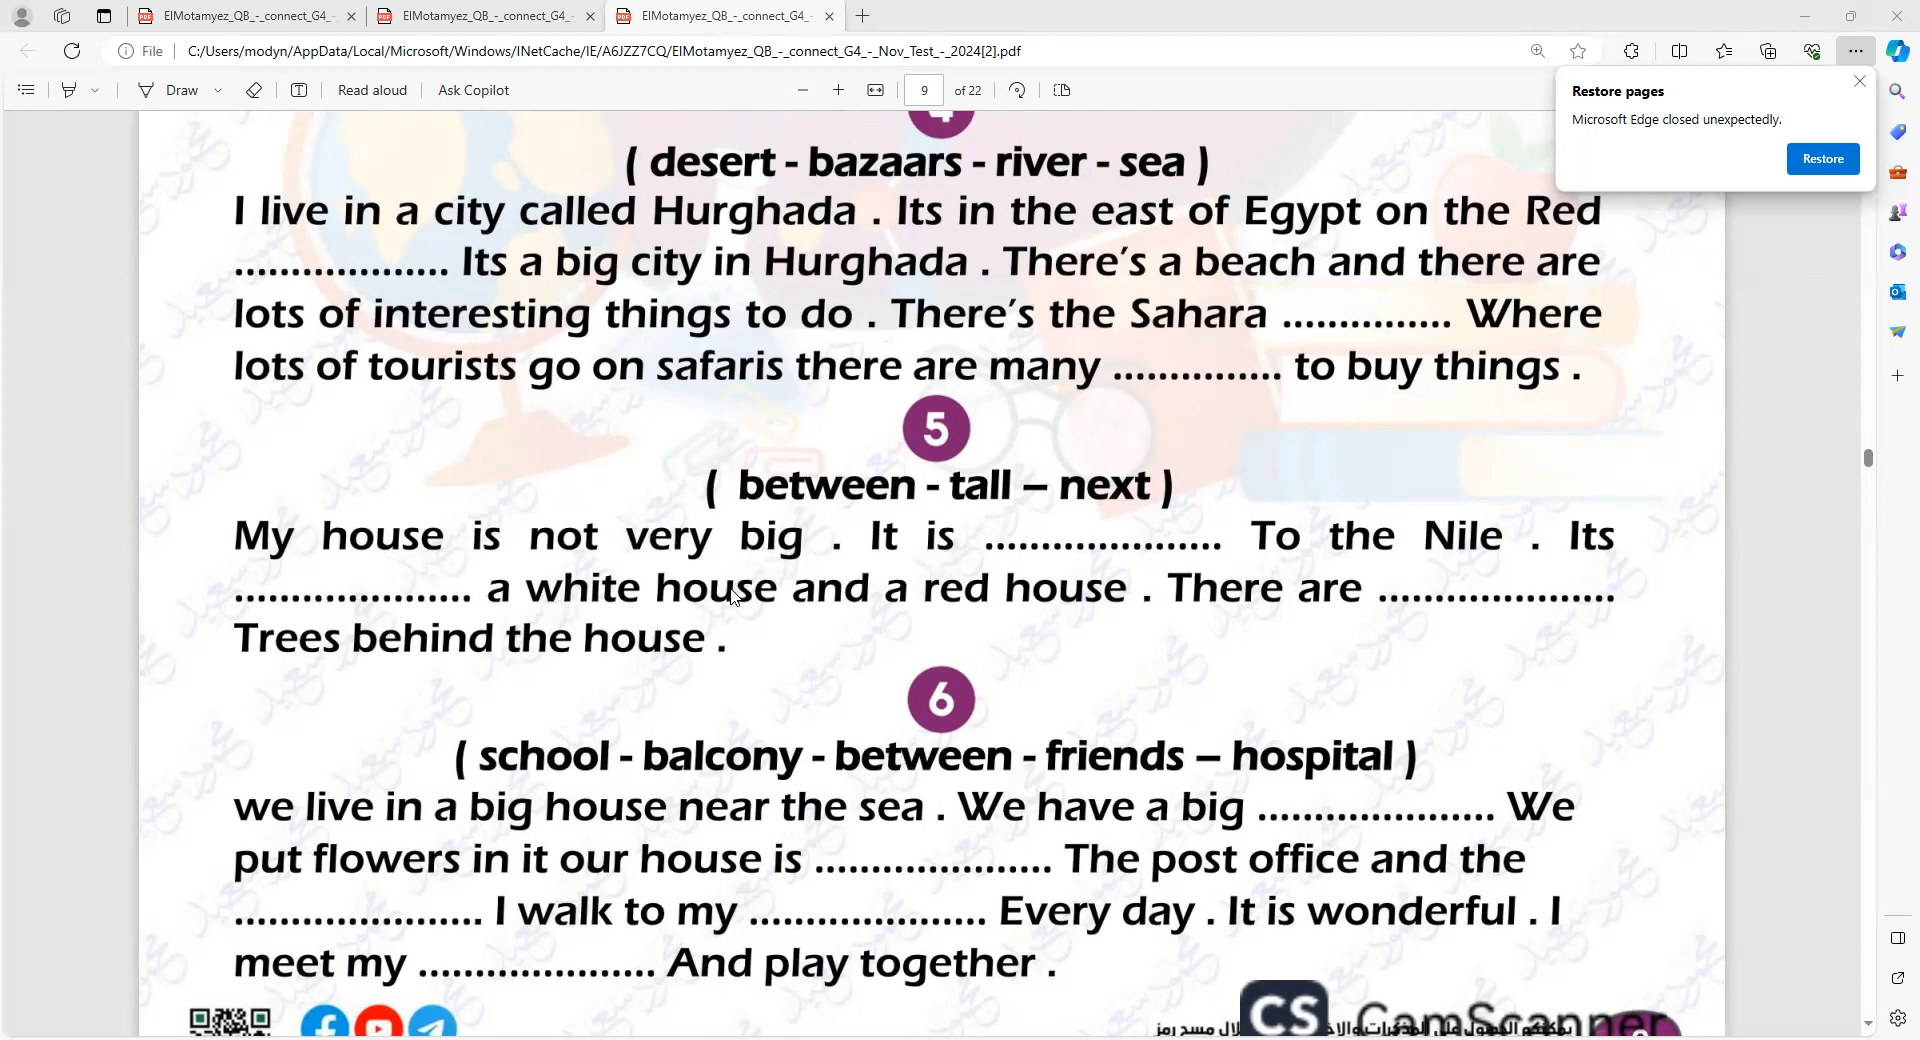 ElMotamyez_QB_-_connect_G4_-
ElMotamyez_QB_-_connect_G4_-
ElMotamyez_QB_-_connect_G4_-
File
C:/Users/modyn/AppData/Local/Microsoft/Windows/INetCache/IE/A6JZZ7CQ/ElMotamyez_QB_-_connect_G4_-_Nov_Test_-_2024[2].pdf
Draw
Read aloud
Ask Copilot
9 of 22
Restore pages
Microsoft Edge closed unexpectedly.
Restore
4
( desert - bazaars - river - sea )
I live in a city called Hurghada . Its in the east of Egypt on the Red
................... Its a big city in Hurghada . There's a beach and there are
lots of interesting things to do . There's the Sahara ............... Where
lots of tourists go on safaris there are many ............... to buy things .
5
( between - tall – next )
My house is not very big . It is ..................... To the Nile . Its
..................... a white house and a red house . There are .....................
Trees behind the house .
6
( school - balcony - between - friends – hospital )
we live in a big house near the sea . We have a big ..................... We
put flowers in it our house is ..................... The post office and the
...................... I walk to my ..................... Every day . It is wonderful . I
meet my ..................... And play together .
CS CamScanner